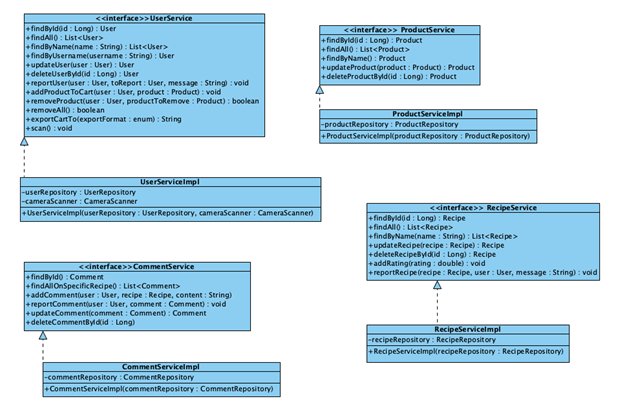 <<interface>>UserService
+findById(id : Long) : User
+findAll() : List<User>
+findByName(name : String) : List<User>
+findByUsername(username : String) : User
+updateUser(user : User) : User
+deleteUserById(id : Long) : User
+reportUser(user : User, toReport : User, message : String) : void
+addProductToCart(user : User, product : Product) : void
+removeProduct(user : User, productToRemove : Product) : boolean
+removeAll() : boolean
+exportCartTo(exportFormat : enum) : String
+scan() : void
UserServiceImpl
-userRepository : UserRepository
-cameraScanner : CameraScanner
+UserServiceImpl(userRepository : UserRepository, cameraScanner : CameraScanner)
<<interface>> ProductService
+findById(id : Long) : Product
+findAll() : List<Product>
+findByName() : Product
+updateProduct(product : Product) : Product
+deleteProductById(id : Long) : Product
ProductServiceImpl
-productRepository : ProductRepository
+ProductServiceImpl(productRepository : ProductRepository)
<<interface>>CommentService
+findById() : Comment
+findAllOnSpecificRecipe() : List<Comment>
+addComment(user : User, recipe : Recipe, content : String)
+reportComment(user : User, comment : Comment) : void
+updateComment(comment : Comment) : Comment
+deleteCommentById(id : Long)
CommentServiceImpl
-commentRepository : CommentRepository
+CommentServiceImpl(commentRepository : CommentRepository)
<<interface>> RecipeService
+findById(id : Long) : Recipe
+findAll() : List<Recipe>
+findByName(name : String) : List<Recipe>
+updateRecipe(recipe : Recipe) : Recipe
+deleteRecipeById(id : Long) : Recipe
+addRating(rating : double) : void
+reportRecipe(recipe : Recipe, user : User, message : String) : void
RecipeServiceImpl
-recipeRepository : RecipeRepository
+RecipeServiceImpl(recipeRepository : RecipeRepository)